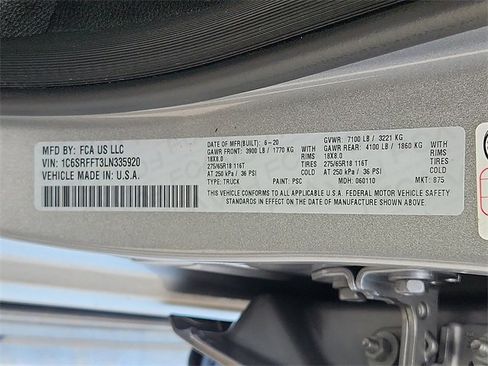 MFD BY: FCA US LLC
VIN: 1C6SRFFT3LN335920
VEHICLE MADE IN: U.S.A.
DATE OF MFR(BUILT): 6-20 GVWR: 7100 LB / 3221 KG
GAWR FRONT: 3900 LB / 1770 KG GAWR REAR: 4100 LB / 1860 KG
18X8.0 18X8.0
275/65R18 116T TIRES 275/65R18 116T TIRES
AT 250 kPa / 36 PSI COLD AT 250 kPa / 36 PSI COLD
TYPE: TRUCK PAINT: PSC MDH: 060110 MKT: 875
THIS VEHICLE CONFORMS TO ALL APPLICABLE U.S.A. FEDERAL MOTOR VEHICLE SAFETY
STANDARDS IN EFFECT ON THE DATE OF MANUFACTURE SHOWN ABOVE.